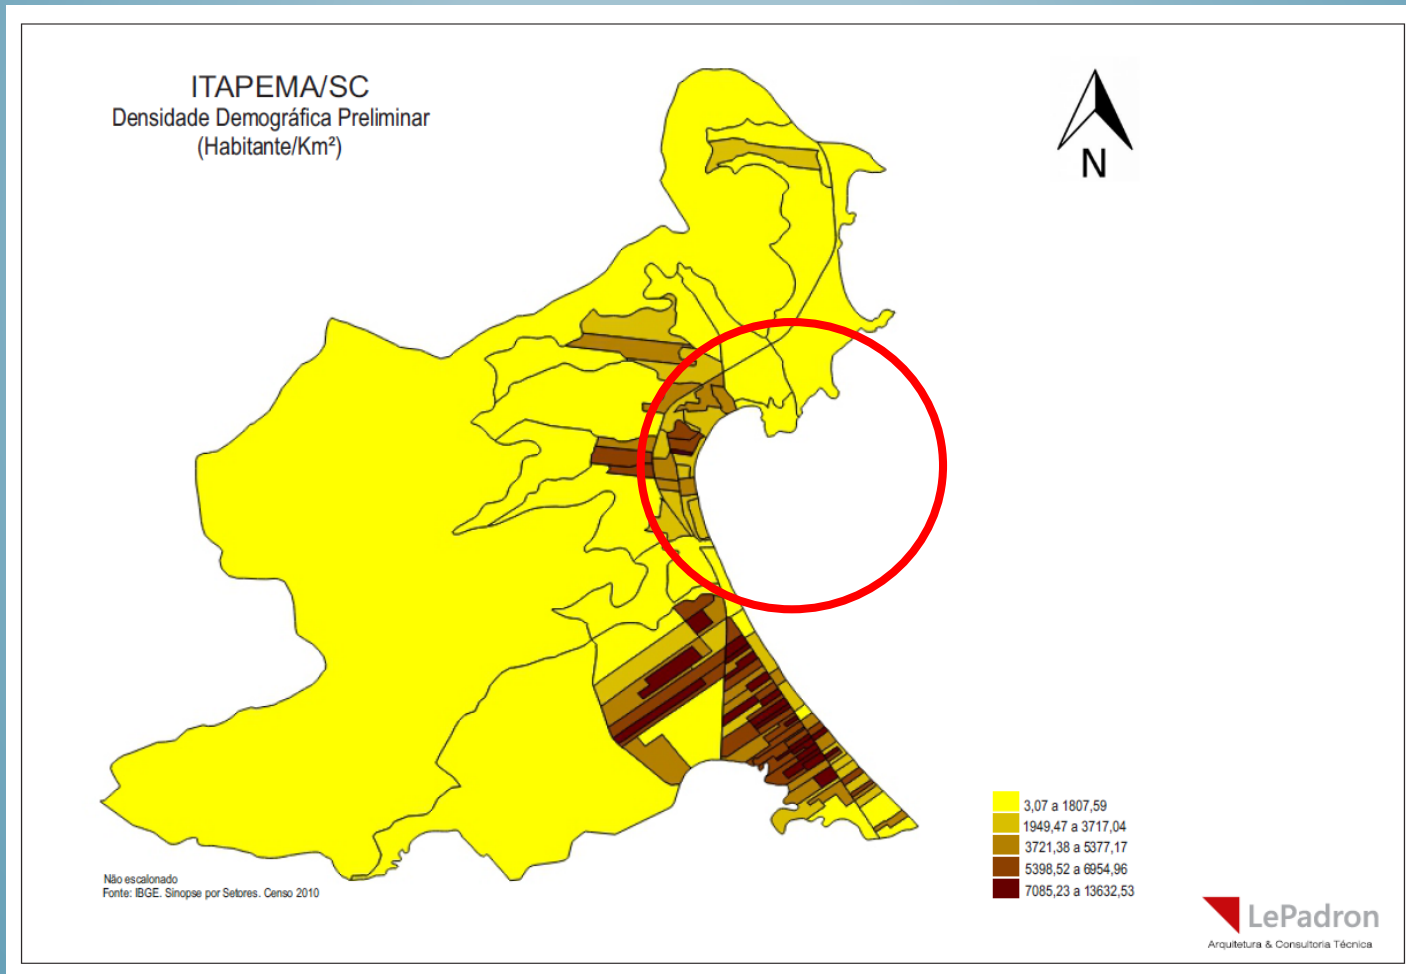 ITAPEMA/SC
Densidade Demográfica Preliminar
(Habitante/Km²)
N
3,07 a 1807,59
1949,47 a 3717,04
3721,38 a 5377,17
5398,52 a 6954,96
7085,23 a 13632,53
Não escalonado
Fonte: IBGE. Sinopse por Setores. Censo 2010
LePadron
Arquitetura & Consultoria Técnica